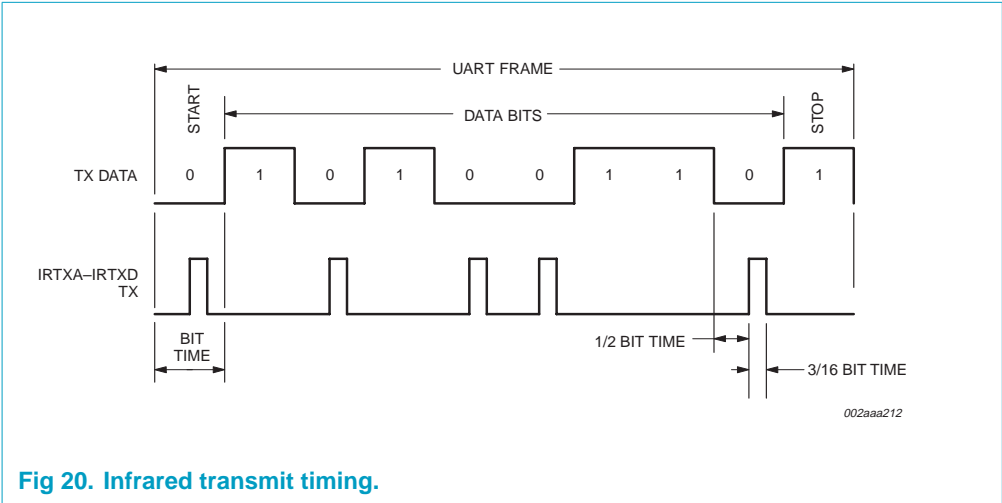 UART FRAME
START
DATA BITS
STOP
TX DATA
0 1 0 1 0 0 1 1 0 1
IRTXA–IRTXD
TX
BIT
TIME
1/2 BIT TIME
3/16 BIT TIME
002aaa212
Fig 20. Infrared transmit timing.